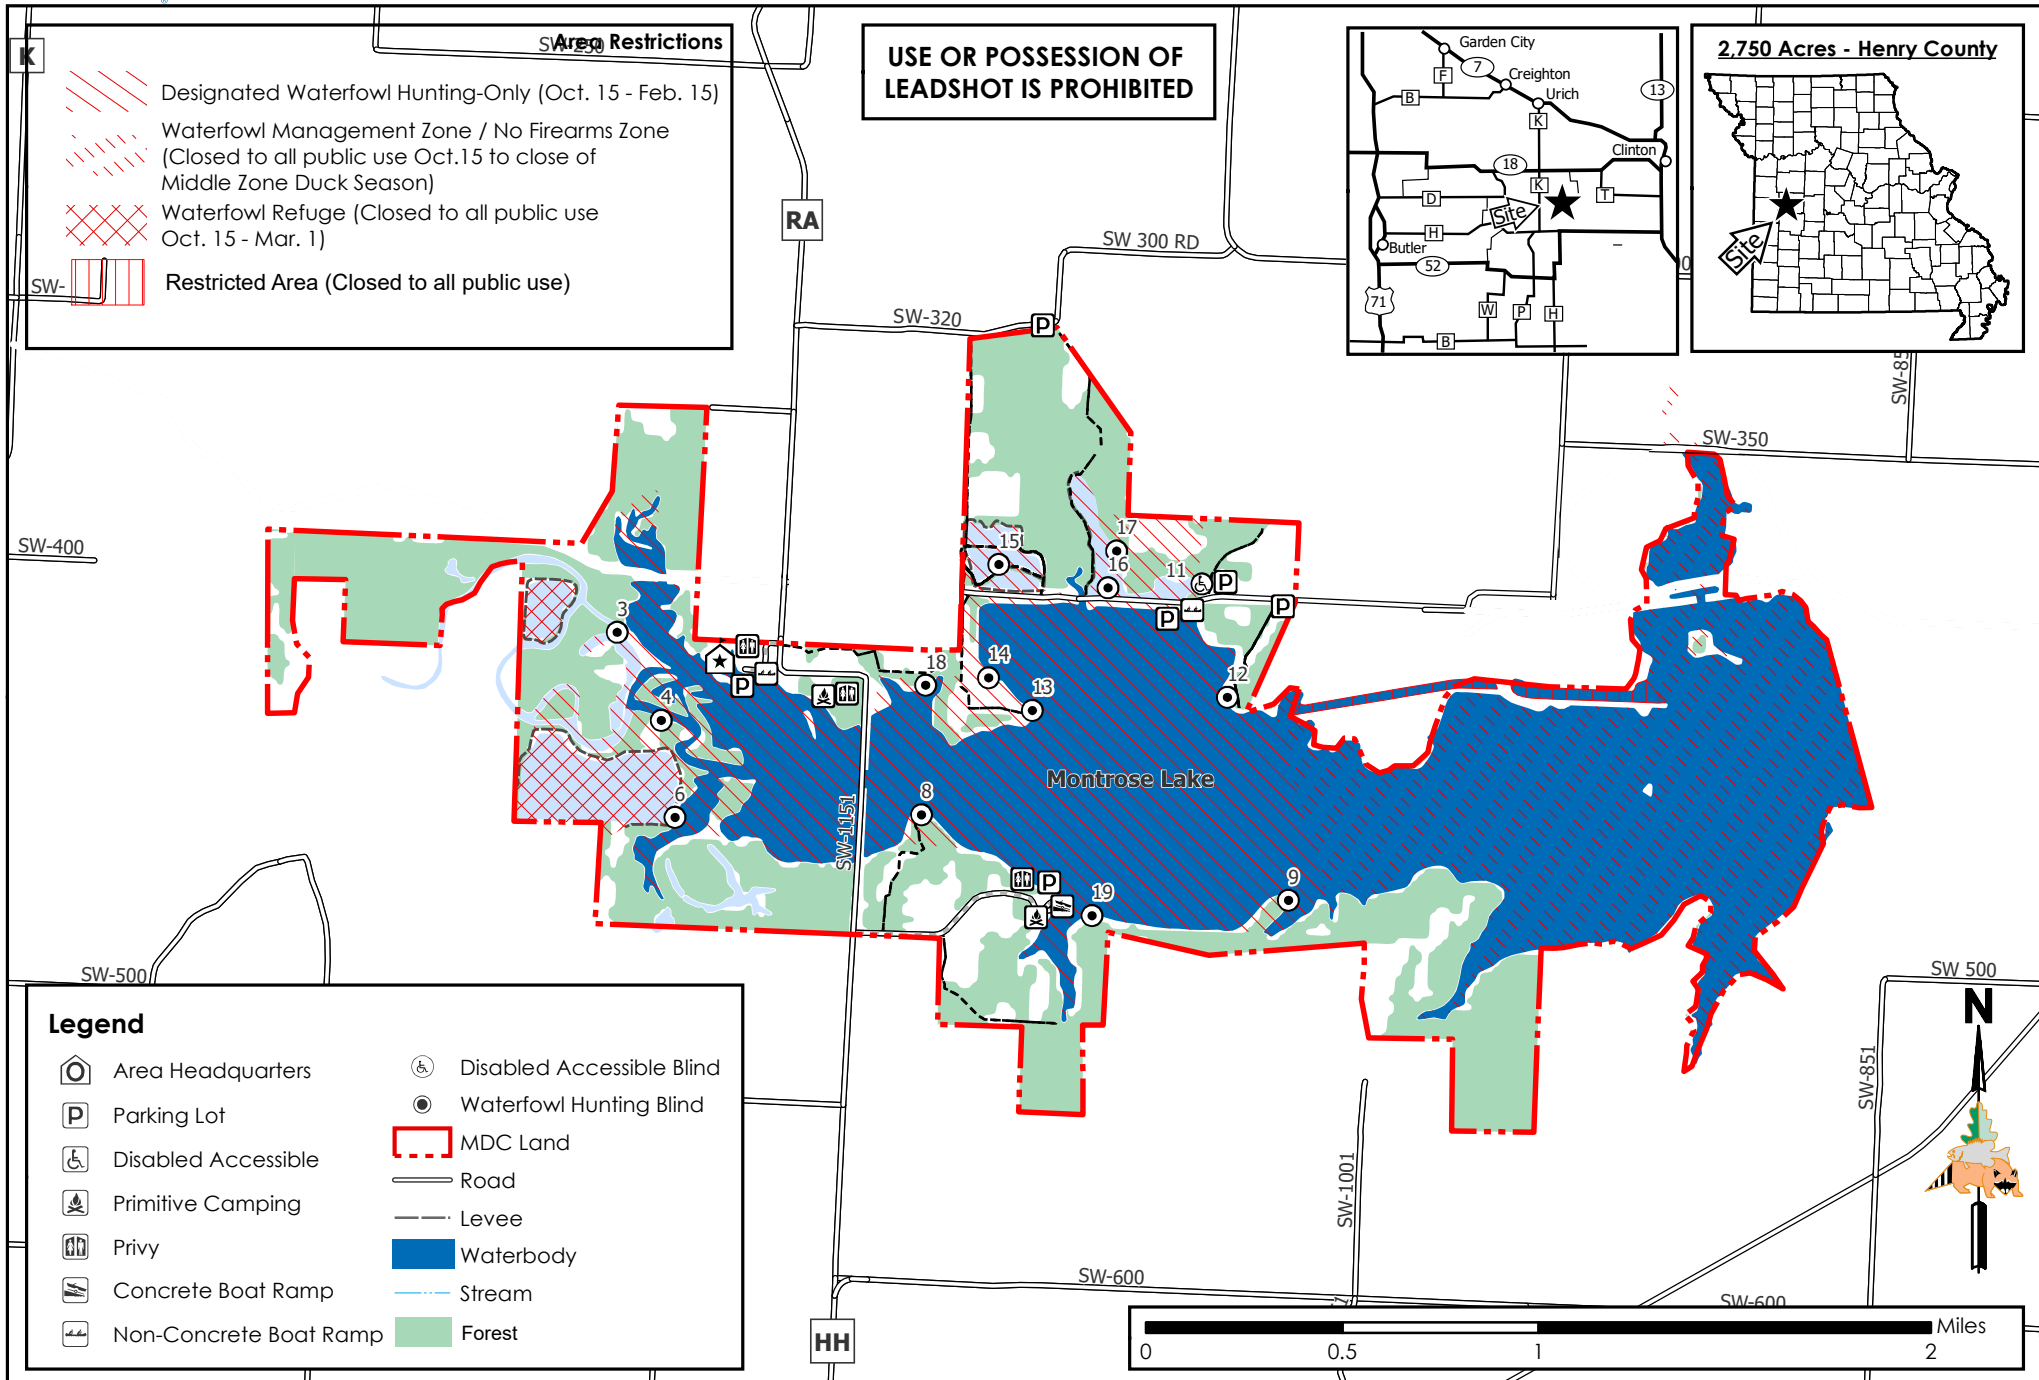 K
SW-250
Area Restrictions
Designated Waterfowl Hunting-Only (Oct. 15 - Feb. 15)
Waterfowl Management Zone / No Firearms Zone
(Closed to all public use Oct.15 to close of
Middle Zone Duck Season)
Waterfowl Refuge (Closed to all public use
Oct. 15 - Mar. 1)
SW-
Restricted Area (Closed to all public use)
USE OR POSSESSION OF
LEADSHOT IS PROHIBITED
Garden City
7
F
Creighton
Urich
B
K
13
Clinton
18
K
D
T
Site
H
Butler
52
71
W
P
H
B
2,750 Acres - Henry County
Site
RA
SW 300 RD
SW-320
P
SW-350
SW-400
17
15
16
11
P
P
P
3
18
14
13
12
P
4
Montrose Lake
6
8
SW-1151
P
19
9
SW-500
SW 500
N
SW-851
SW-1001
SW-600
SW-600
HH
Legend
Area Headquarters
P
Parking Lot
Disabled Accessible
Primitive Camping
Privy
Concrete Boat Ramp
Non-Concrete Boat Ramp
Disabled Accessible Blind
Waterfowl Hunting Blind
MDC Land
Road
Levee
Waterbody
Stream
Forest
Miles
0 0.5 1 2